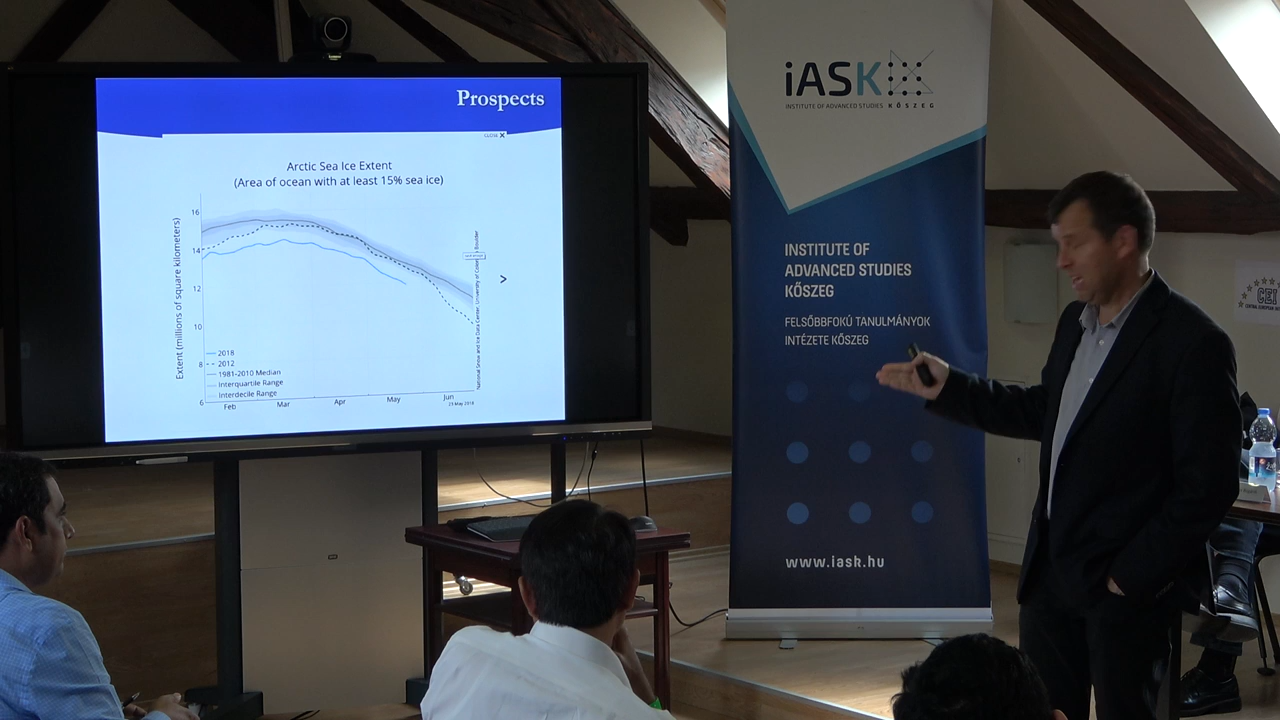 Prospects
CLOSE X
Arctic Sea Ice Extent
(Area of ocean with at least 15% sea ice)
Extent (millions of square kilometers)
16
14
12
10
8
6
2018
2012
1981-2010 Median
Interquartile Range
Interdecile Range
Feb Mar Apr May Jun
National Snow and Ice Data Center, University of
iASK
INSTITUTE OF ADVANCED STUDIES KŐSZEG
INSTITUTE OF
ADVANCED STUDIES
KŐSZEG
FELSŐBBFOKÚ TANULMÁNYOK
INTÉZETE KŐSZEG
www.iask.hu